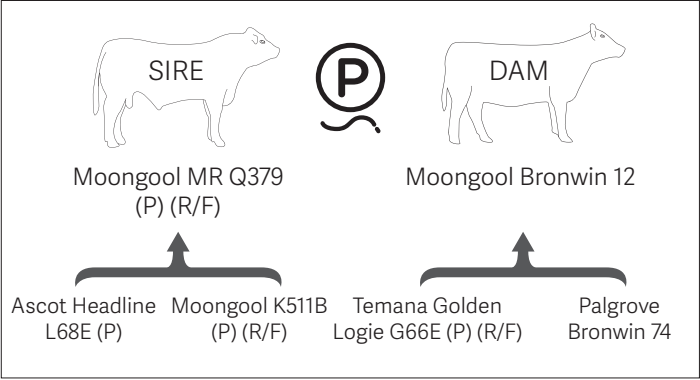 SIRE
P
DAM
Moongool MR Q379
(P) (R/F)
Moongool Bronwin 12
Ascot Headline
L68E (P)
Moongool K511B
(P) (R/F)
Temana Golden
Logie G66E (P) (R/F)
Palgrove
Bronwin 74